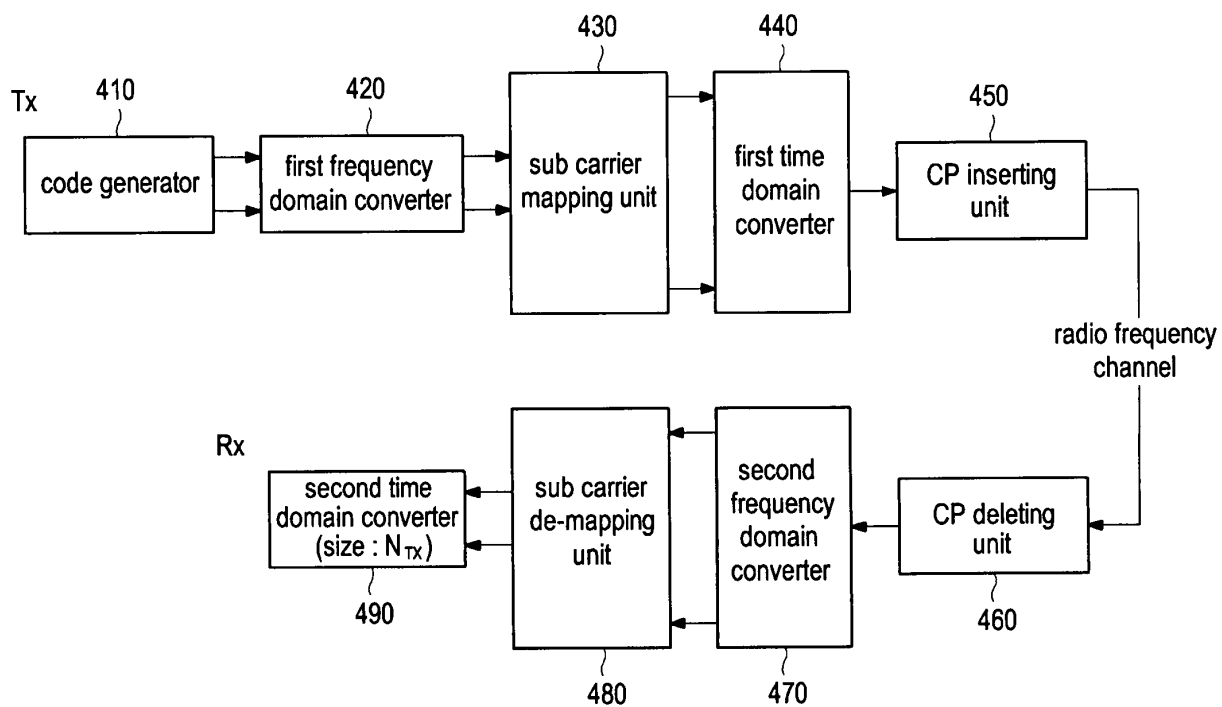 Tx
410
420
430
440
450
code generator
first frequency
domain converter
sub carrier
mapping unit
first time
domain
converter
CP inserting
unit
radio frequency
channel
Rx
second time
domain converter
(size : NTX)
490
sub carrier
de-mapping
unit
480
second
frequency
domain
converter
470
CP deleting
unit
460